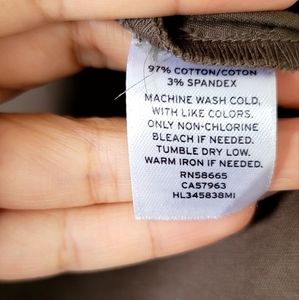 97% COTTON/COTON
3% SPANDEX
MACHINE WASH COLD,
WITH LIKE COLORS.
ONLY NON-CHLORINE
BLEACH IF NEEDED.
TUMBLE DRY LOW.
WARM IRON IF NEEDED.
RN58665
CA57963
HL345838MI